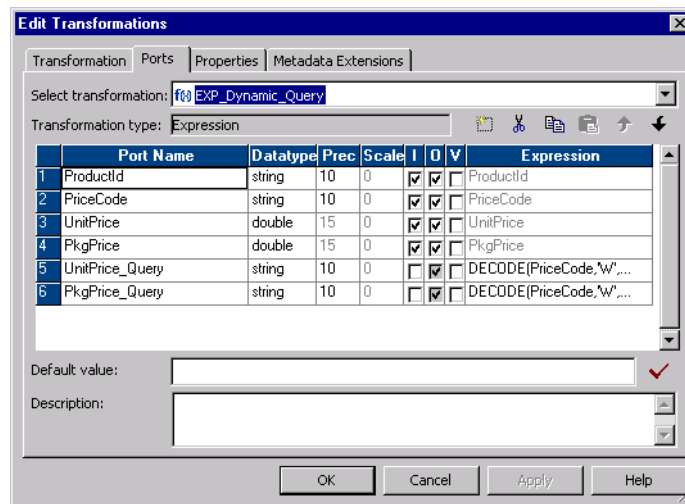 Edit Transformations
Transformation Ports Properties Metadata Extensions
Select transformation: f(x) EXP_Dynamic_Query
Transformation type: Expression
Port Name Datatype Prec Scale I O V Expression
1 ProductId string 10 0 ProductId
2 PriceCode string 10 0 PriceCode
3 UnitPrice double 15 0 UnitPrice
4 PkgPrice double 15 0 PkgPrice
5 UnitPrice_Query string 10 0 DECODE(PriceCode,'W',...
6 PkgPrice_Query string 10 0 DECODE(PriceCode,'W',...
Default value:
Description:
OK Cancel Apply Help